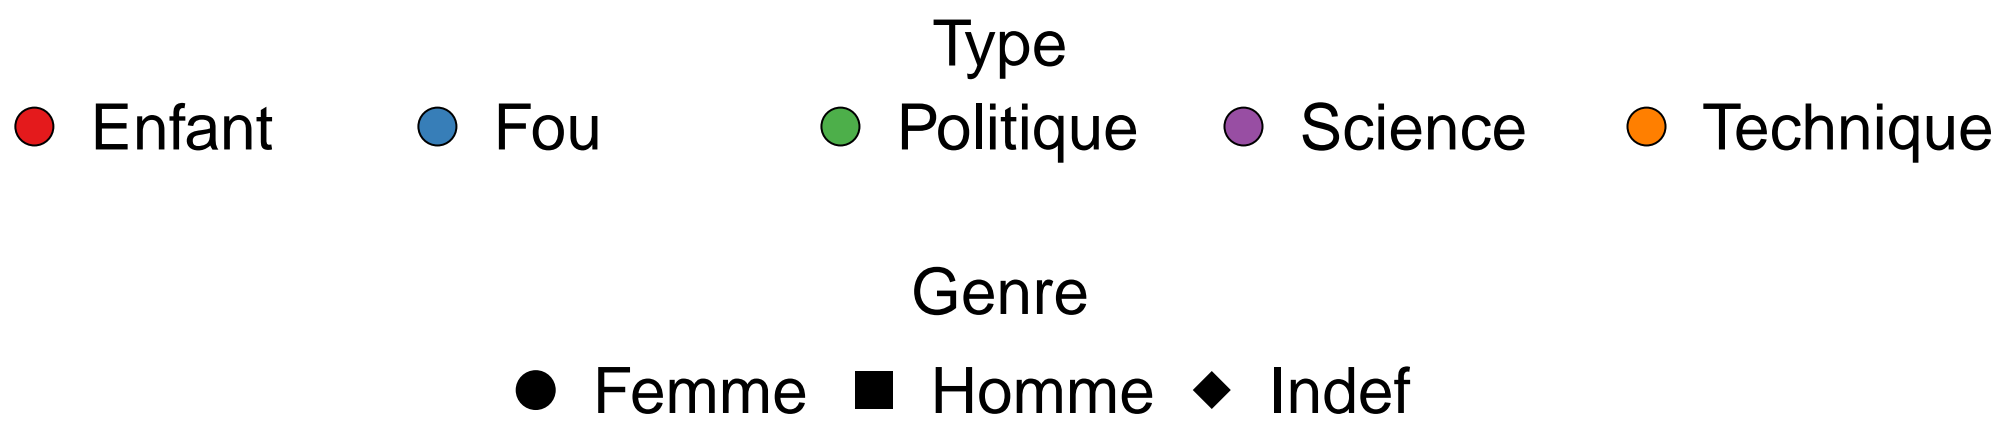 Type
Enfant Fou Politique Science Technique
Genre
Femme Homme Indef